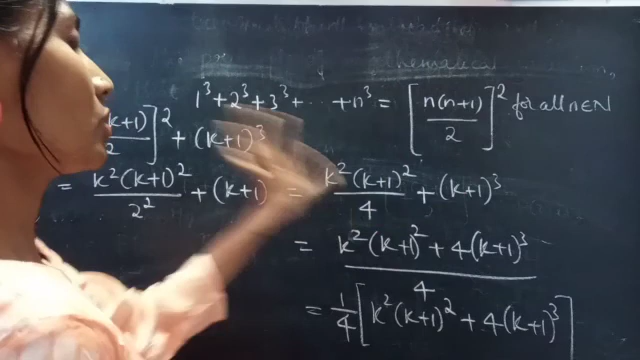 mathematical
1³ + 2³ + 3³ + ... + n³ = [n(n+1)/2]² for all n ∈ N
k+1)/2]² + (k+1)³
= k²(k+1)²/2² + (k+1) = k²(k+1)²/4 + (k+1)³
= k²(k+1)² + 4(k+1)³/4
= 1/4 [k²(k+1)² + 4(k+1)³]